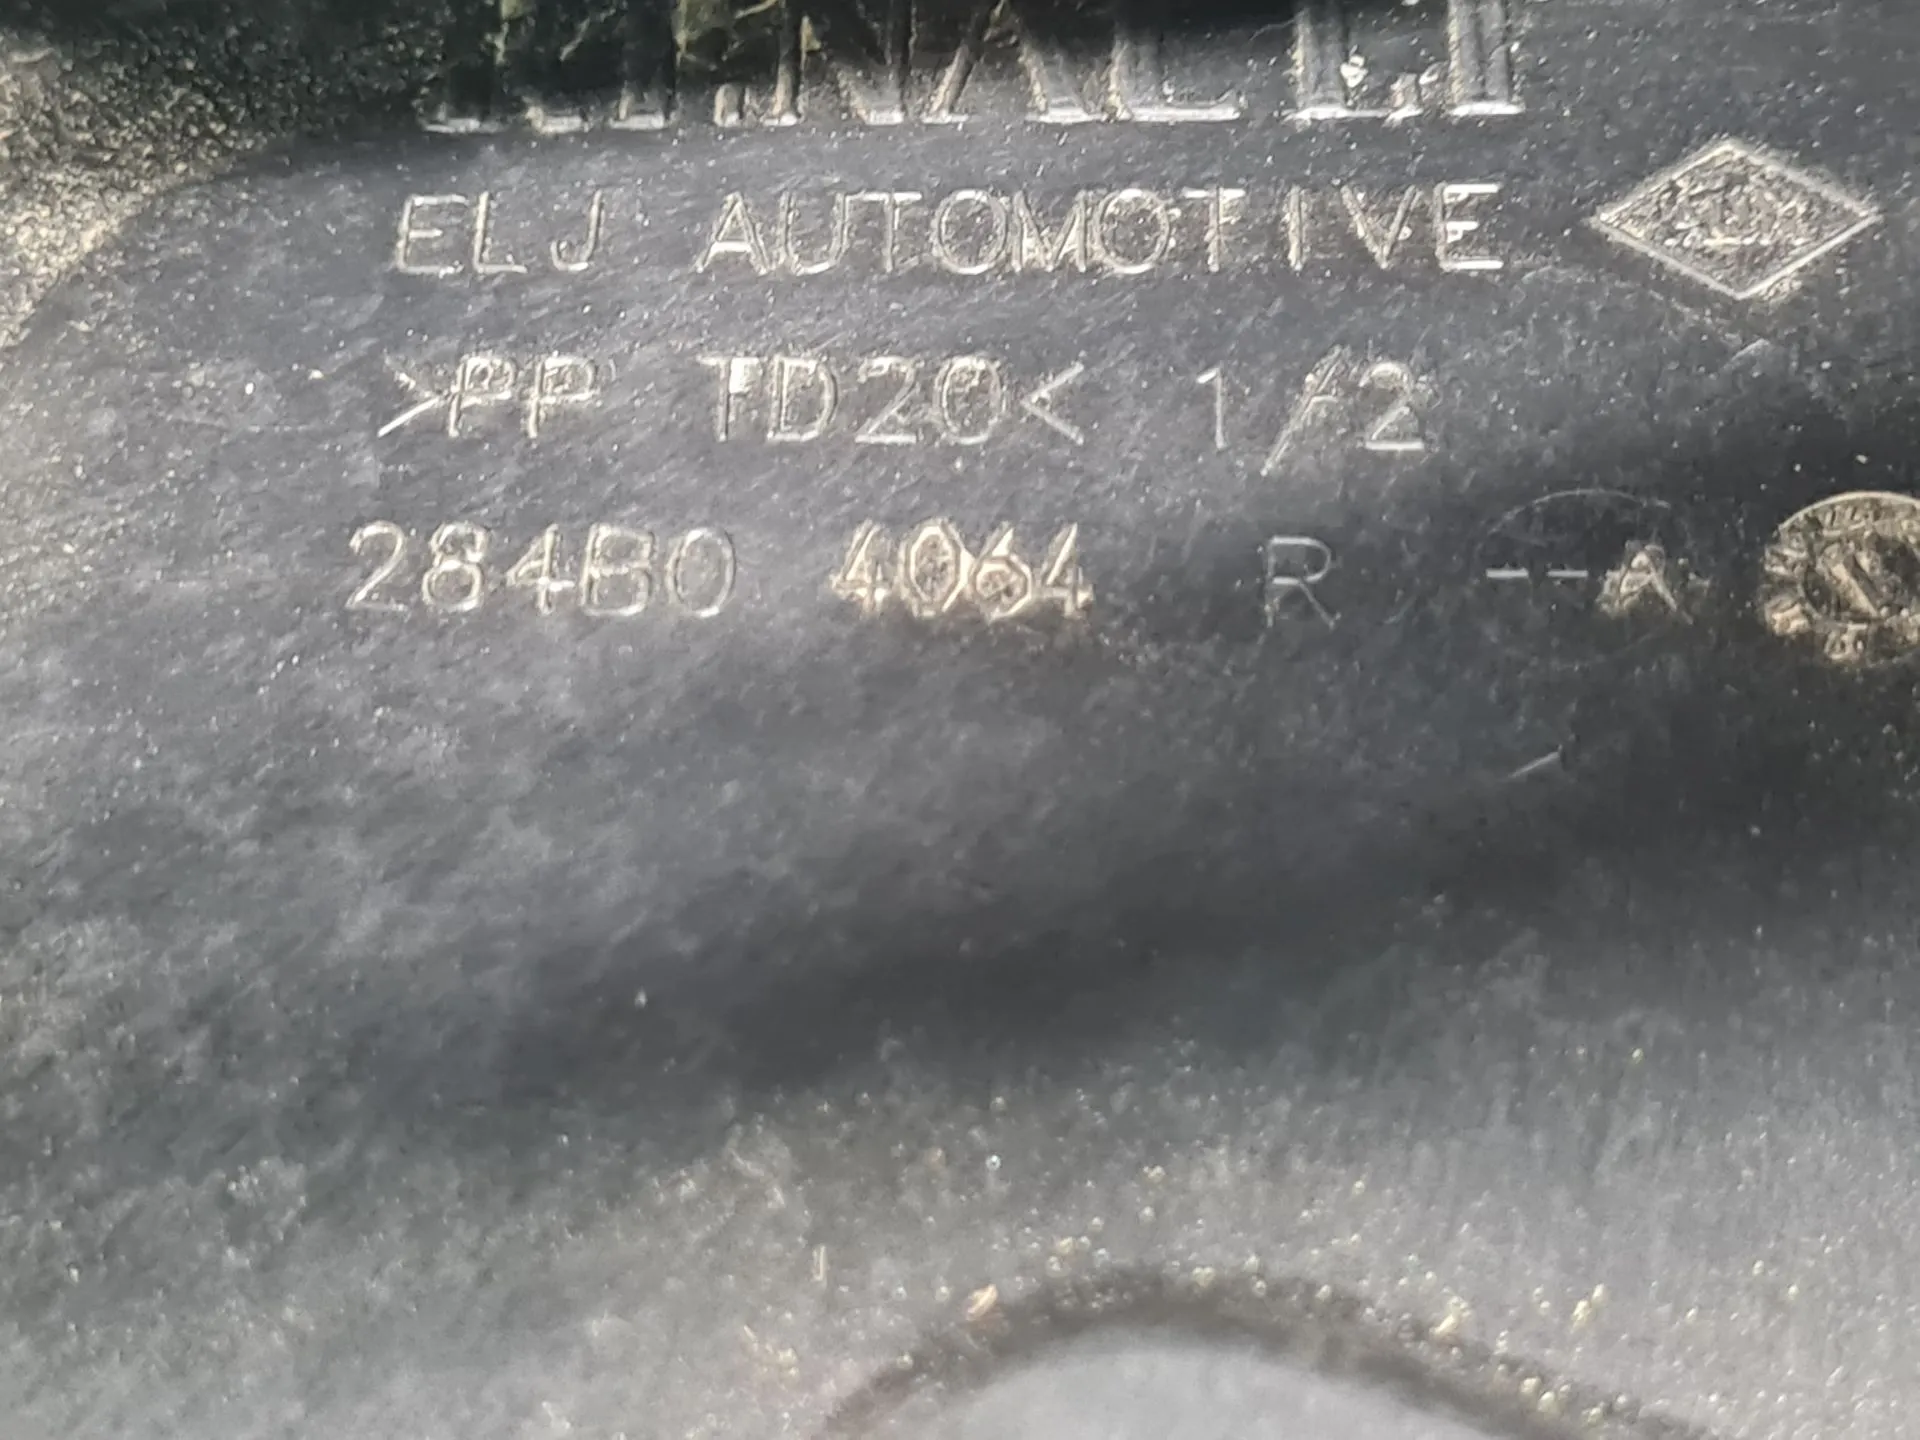 ELJ AUTOMOTIVE
>PP TD20< 1/2
284B0 4064 R --A